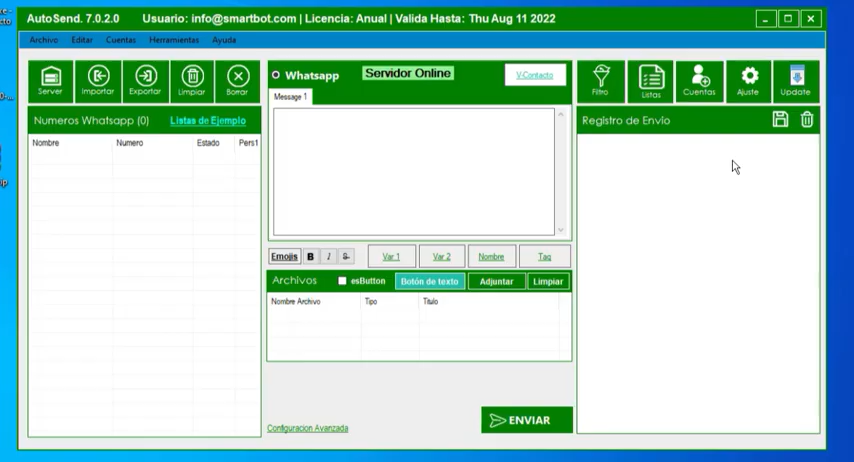 AutoSend. 7.0.2.0 Usuario: info@smartbot.com | Licencia: Anual | Valida Hasta: Thu Aug 11 2022
Archivo Editar Cuentas Herramientas Ayuda
Server Importar Exportar Limpiar Borrar
Whatsapp Servidor Online V-Contacto
Filtro Listas Cuentas Ajuste Update
Message 1
Numeros Whatsapp (0) Listas de Ejemplo
Registro de Envío
Nombre Numero Estado Pers1
Emojis B I S Var 1 Var 2 Nombre Tag
Archivos esButton Botón de texto Adjuntar Limpiar
Nombre Archivo Tipo Titulo
ENVIAR
Configuracion Avanzada